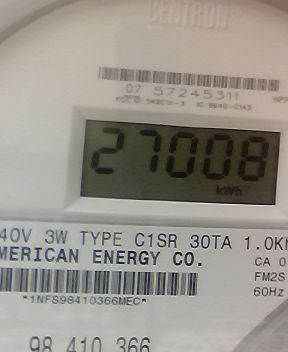 CENTRON
07 57245311
27008
kWh
40V 3W TYPE C1SR 30TA 1.0K
MERICAN ENERGY CO.
CA 0
FM2S
60Hz
*1NFS98410366MEC*
98 410 366